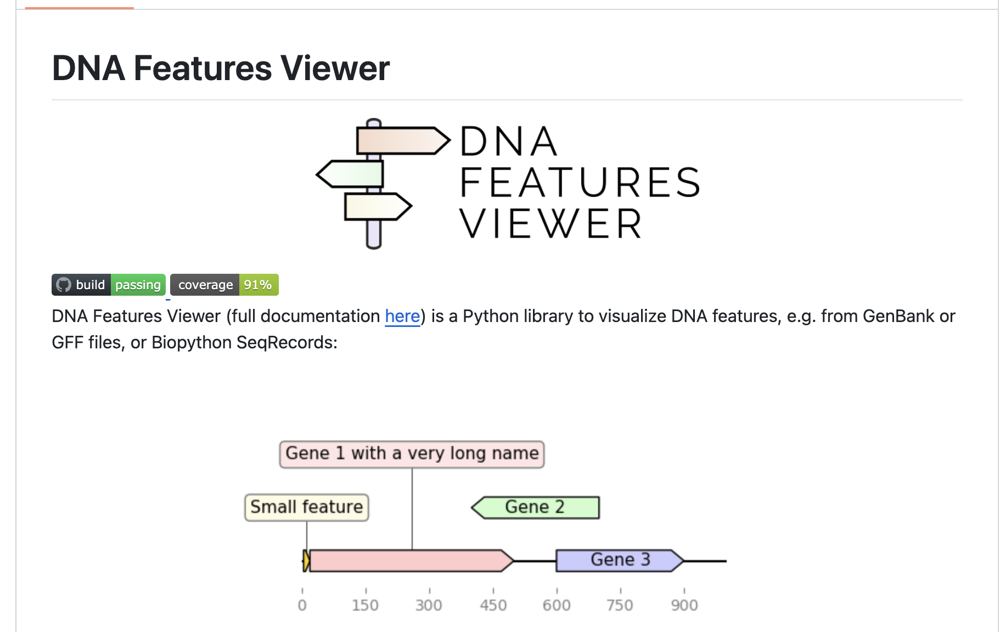 DNA Features Viewer
DNA
FEATURES
VIEWER
build passing coverage 91%
DNA Features Viewer (full documentation here) is a Python library to visualize DNA features, e.g. from GenBank or
GFF files, or Biopython SeqRecords:
Gene 1 with a very long name
Small feature Gene 2
Gene 3
0 150 300 450 600 750 900